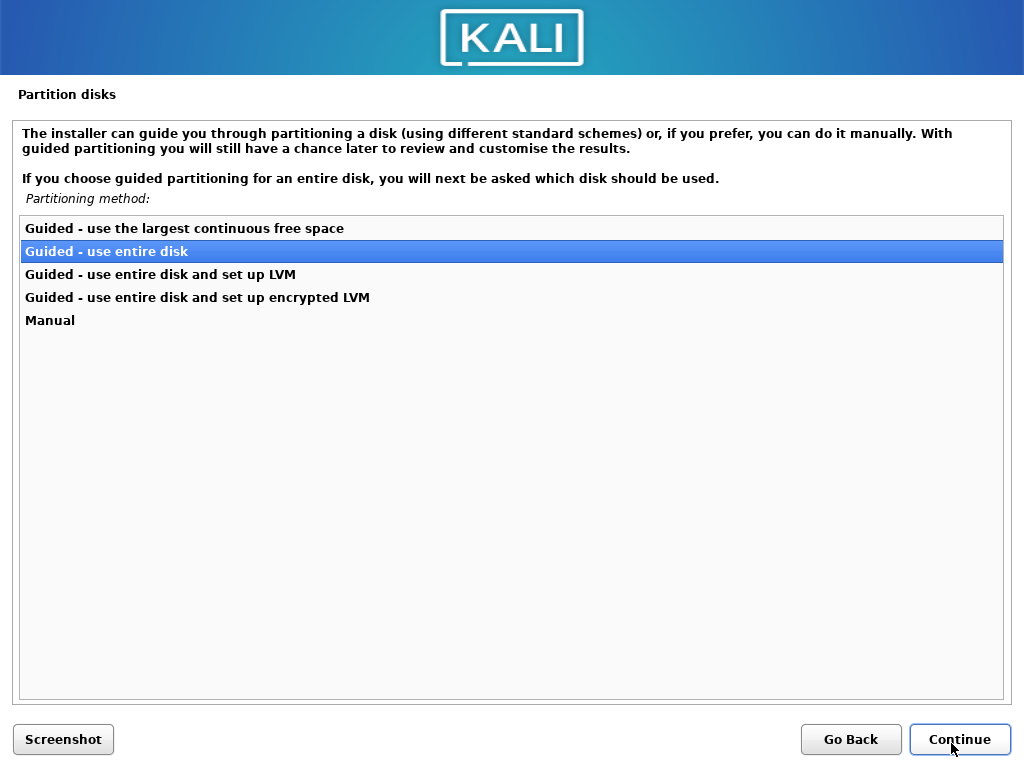 KALI
Partition disks
The installer can guide you through partitioning a disk (using different standard schemes) or, if you prefer, you can do it manually. With
guided partitioning you will still have a chance later to review and customise the results.
If you choose guided partitioning for an entire disk, you will next be asked which disk should be used.
Partitioning method:
Guided - use the largest continuous free space
Guided - use entire disk
Guided - use entire disk and set up LVM
Guided - use entire disk and set up encrypted LVM
Manual
Screenshot
Go Back
Continue